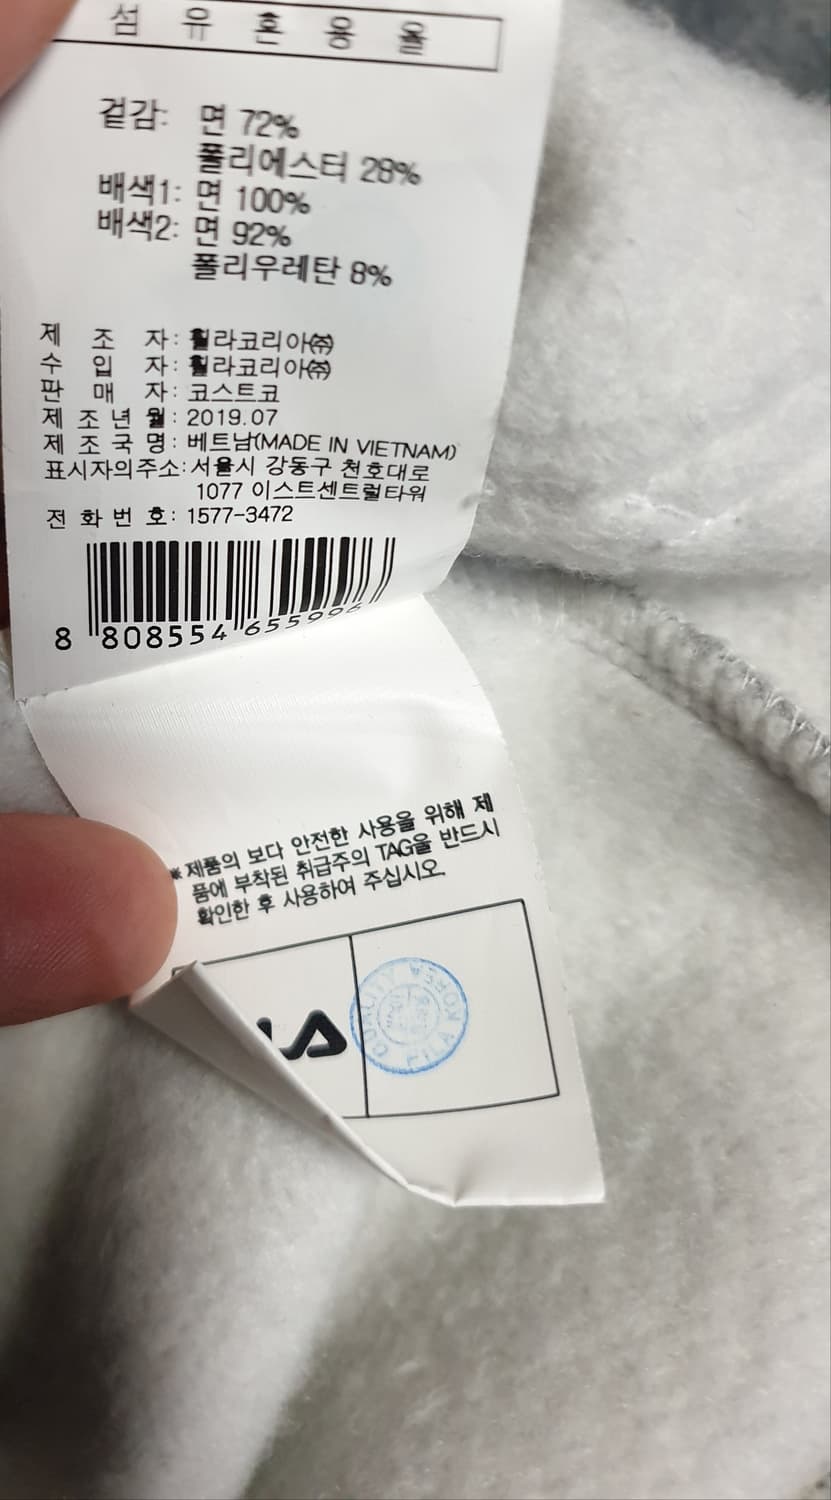 섬 유 혼 용 율
겉감: 면 72%
폴리에스터 28%
배색1: 면 100%
배색2: 면 92%
폴리우레탄 8%
제 조 자: 휠라코리아㈜
수 입 자: 휠라코리아㈜
판 매 자: 코스트코
제 조 년 월: 2019.07
제 조 국 명: 베트남(MADE IN VIETNAM)
표시자의주소: 서울시 강동구 천호대로
1077 이스트센트럴타워
전 화 번 호: 1577-3472
8 808554 655996
※제품의 보다 안전한 사용을 위해 제
품에 부착된 취급주의 TAG을 반드시
확인한 후 사용하여 주십시오.
FILA KOREA
QUALITY